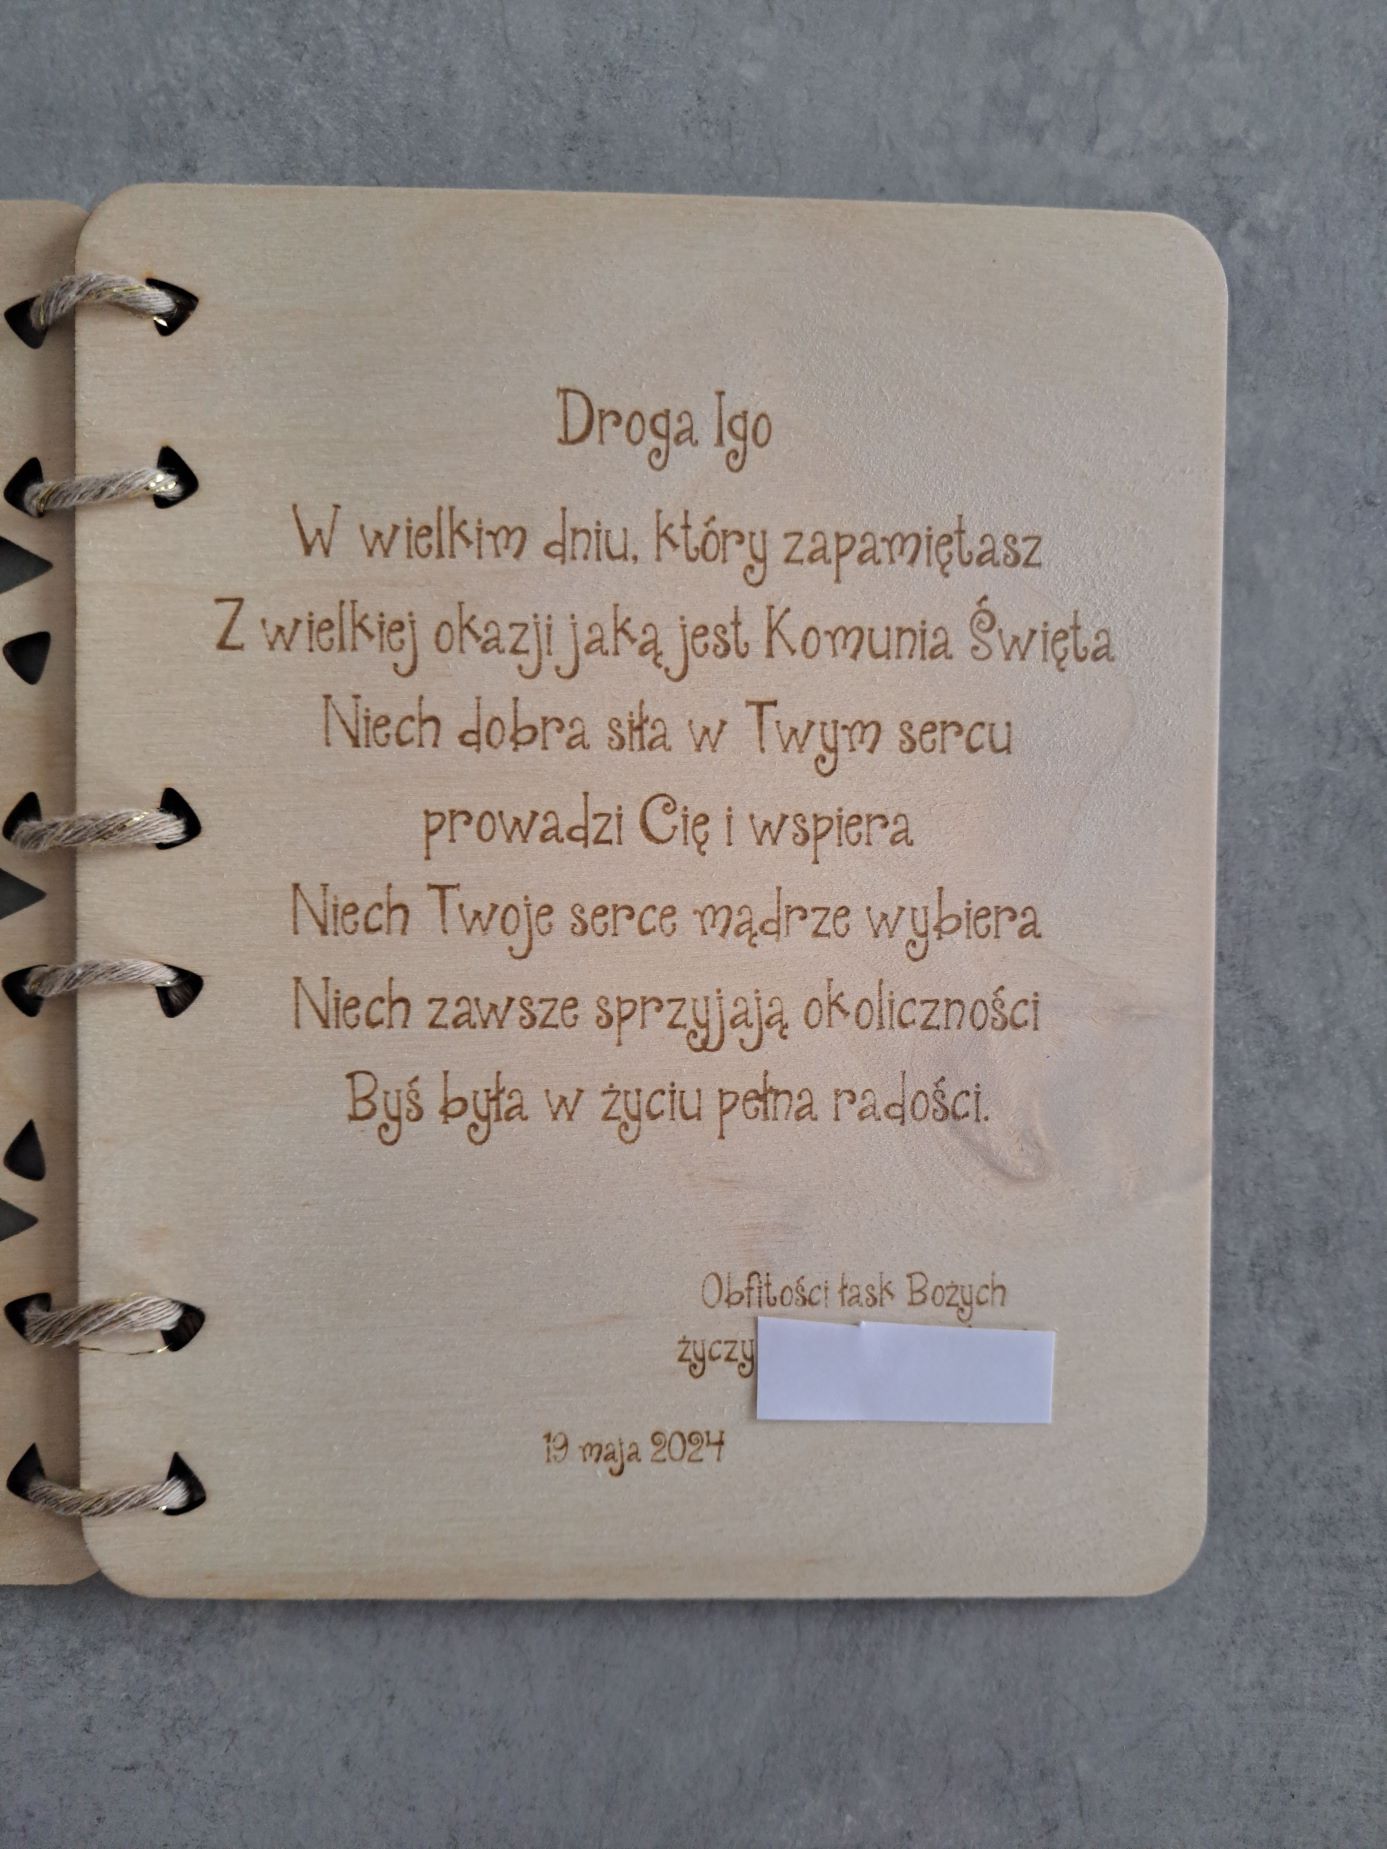 Droga Igo
W wielkim dniu, który zapamiętasz
Z wielkiej okazji jaką jest Komunia Święta
Niech dobra siła w Twym sercu
prowadzi Cię i wspiera
Niech Twoje serce mądrze wybiera
Niech zawsze sprzyjają okoliczności
Byś była w życiu pełna radości.
Obfitości łask Bożych
życzy
19 maja 2024